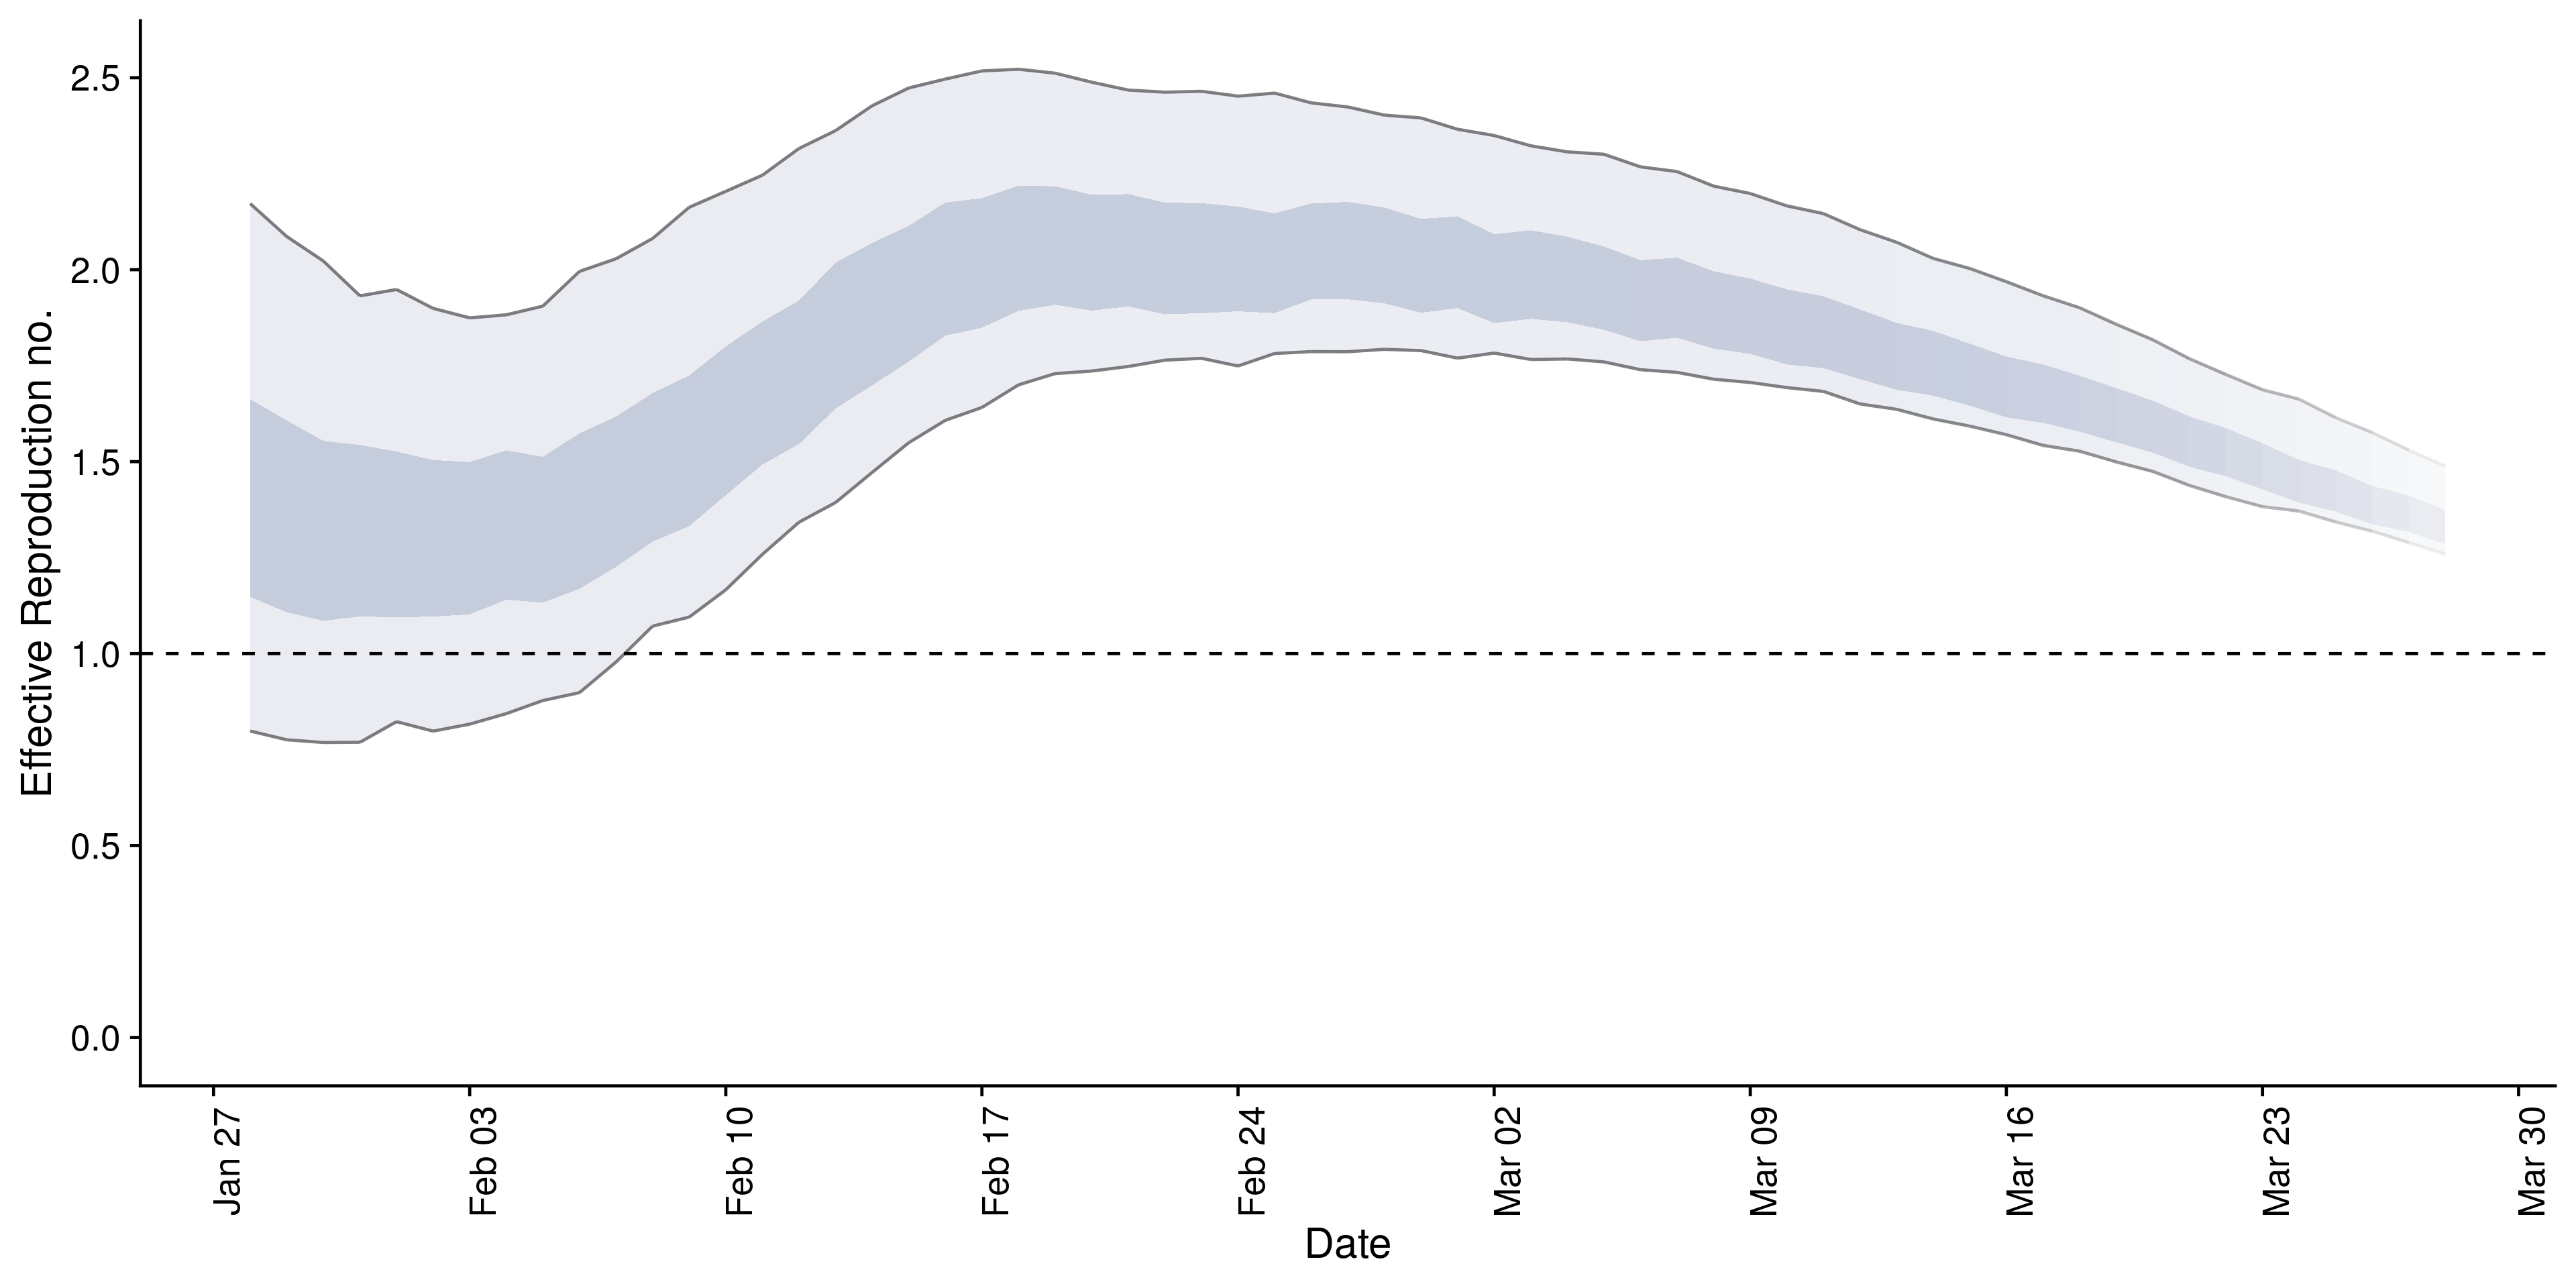 Effective Reproduction no.
2.5
2.0
1.5
1.0
0.5
0.0
Jan 27
Feb 03
Feb 10
Feb 17
Feb 24
Mar 02
Mar 09
Mar 16
Mar 23
Mar 30
Date